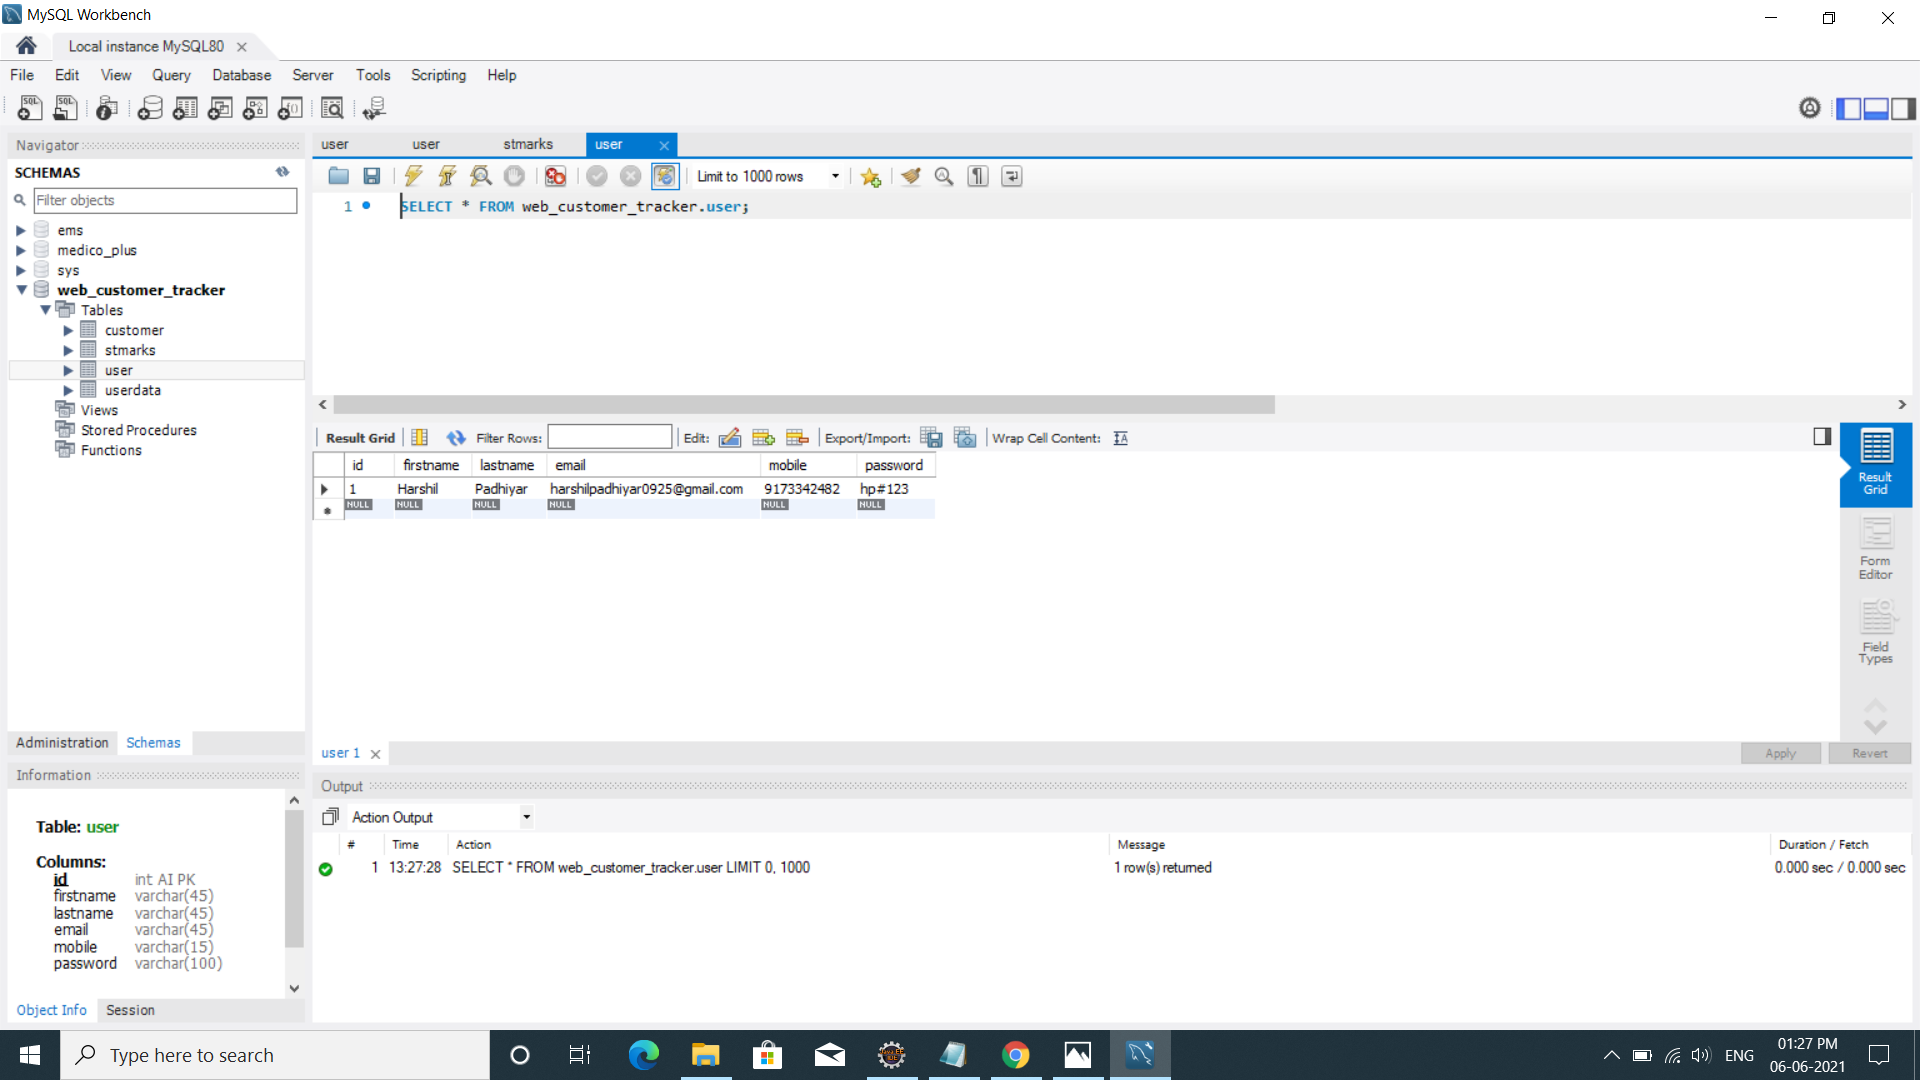 MySQL Workbench
Local instance MySQL80
File Edit View Query Database Server Tools Scripting Help
Navigator
SCHEMAS
Filter objects
ems
medico_plus
sys
web_customer_tracker
Tables
customer
stmarks
user
userdata
Views
Stored Procedures
Functions
Administration Schemas
Information
Table: user
Columns:
id int AI PK
firstname varchar(45)
lastname varchar(45)
email varchar(45)
mobile varchar(15)
password varchar(100)
Object Info Session
user user stmarks user
Limit to 1000 rows
1 SELECT * FROM web_customer_tracker.user;
Result Grid Filter Rows: Edit: Export/Import: Wrap Cell Content:
id firstname lastname email mobile password
1 Harshil Padhiyar harshilpadhiyar0925@gmail.com 9173342482 hp#123
NULL NULL NULL NULL NULL NULL
Result
Grid
Form
Editor
Field
Types
user 1
Apply Revert
Output
Action Output
# Time Action Message Duration / Fetch
1 13:27:28 SELECT * FROM web_customer_tracker.user LIMIT 0, 1000 1 row(s) returned 0.000 sec / 0.000 sec
Type here to search
ENG
01:27 PM
06-06-2021